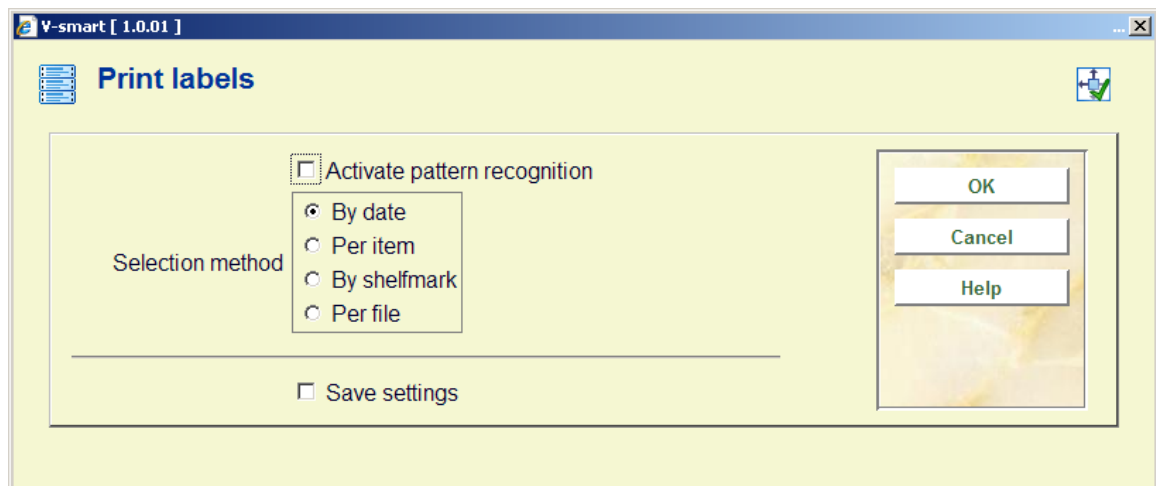 V-smart [ 1.0.01 ]
...
Print labels
Activate pattern recognition
Selection method
By date
Per item
By shelfmark
Per file
Save settings
OK
Cancel
Help